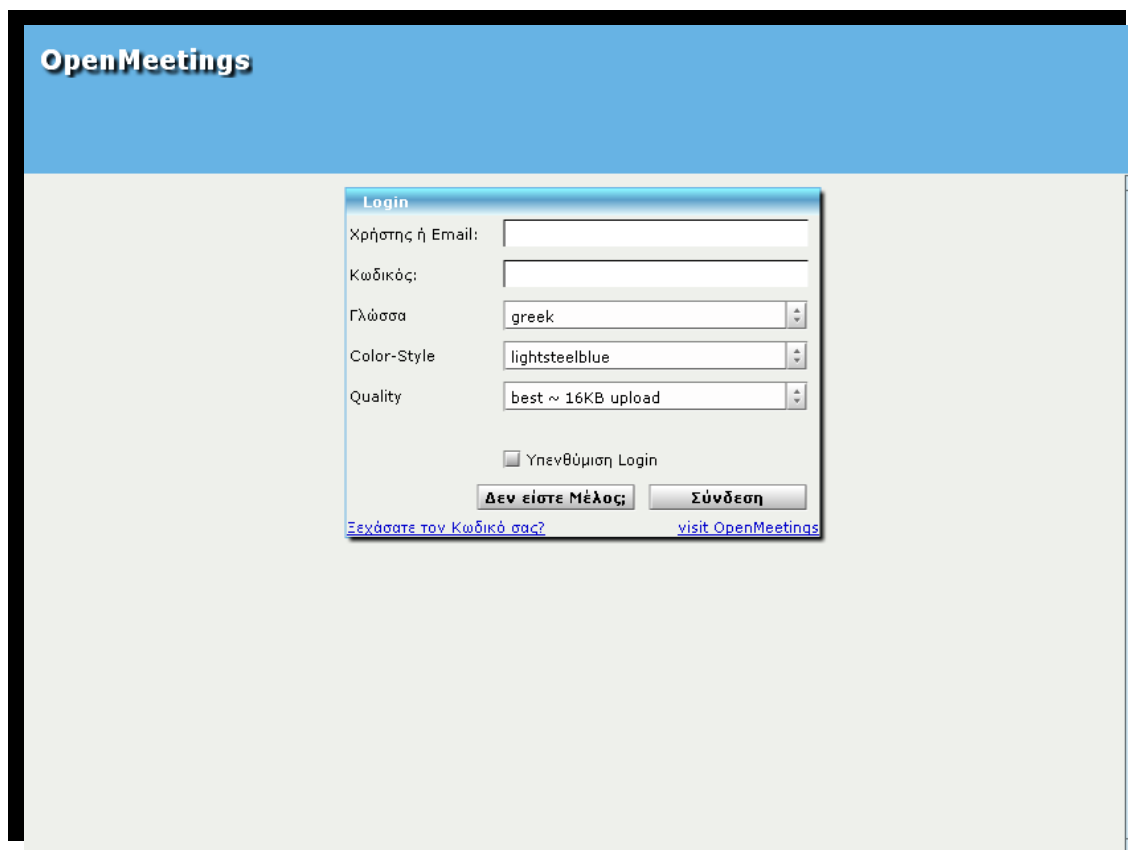 OpenMeetings
Login
Χρήστης ή Email:
Κωδικός:
Γλώσσα greek
Color-Style lightsteelblue
Quality best ~ 16KB upload
Υπενθύμιση Login
Δεν είστε Μέλος; Σύνδεση
Ξεχάσατε τον Κωδικό σας? visit OpenMeetings